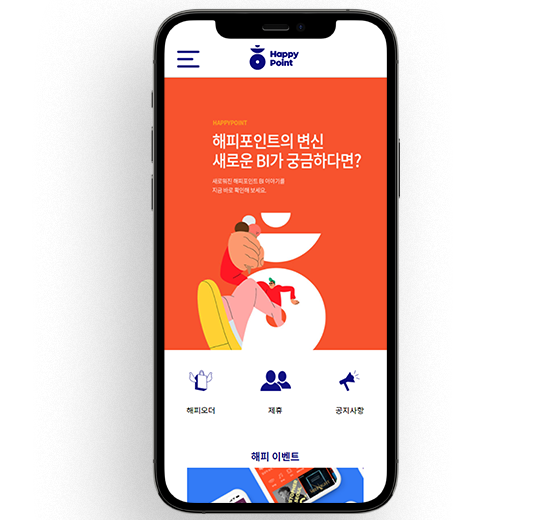 Happy
Point
HAPPYPOINT
해피포인트의 변신
새로운 BI가 궁금하다면?
새로워진 해피포인트 BI 이야기를
지금 바로 확인해 보세요.
해피오더
제휴
공지사항
해피 이벤트